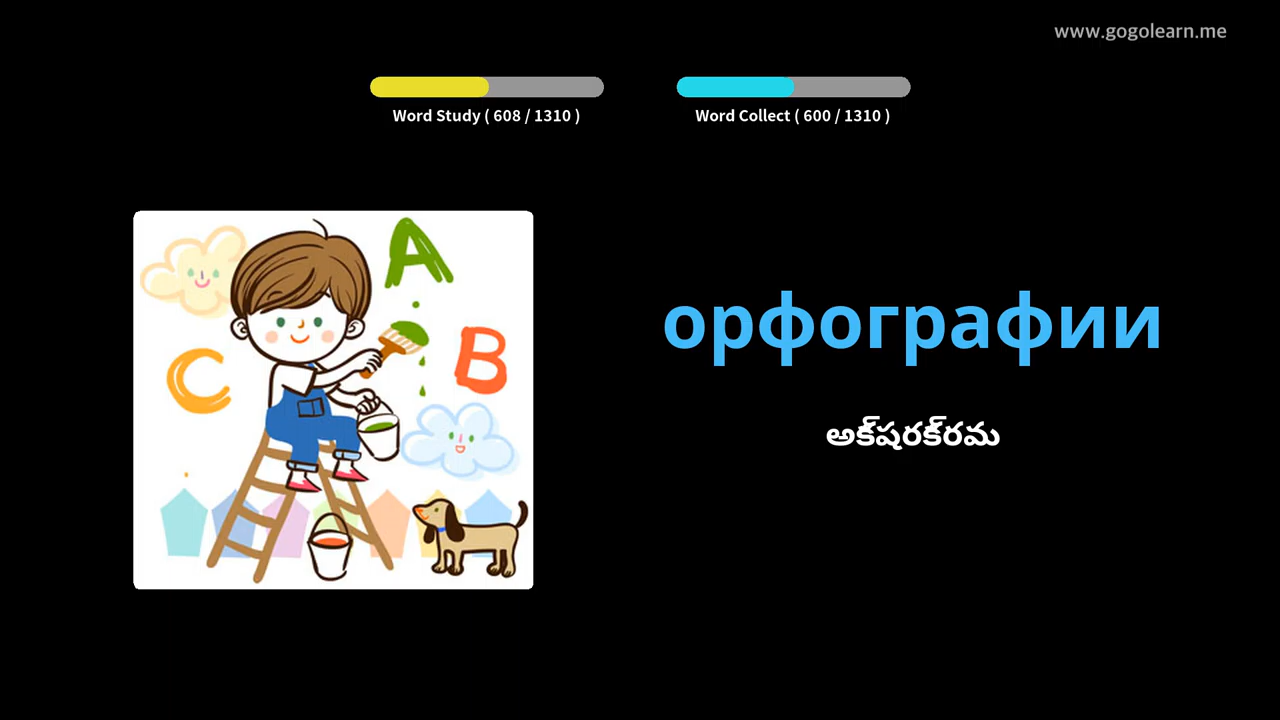 www.gogolearn.me
Word Study ( 608 / 1310 )
Word Collect ( 600 / 1310 )
A
B
C
орфографии
అక్‌షరక్‌రమ